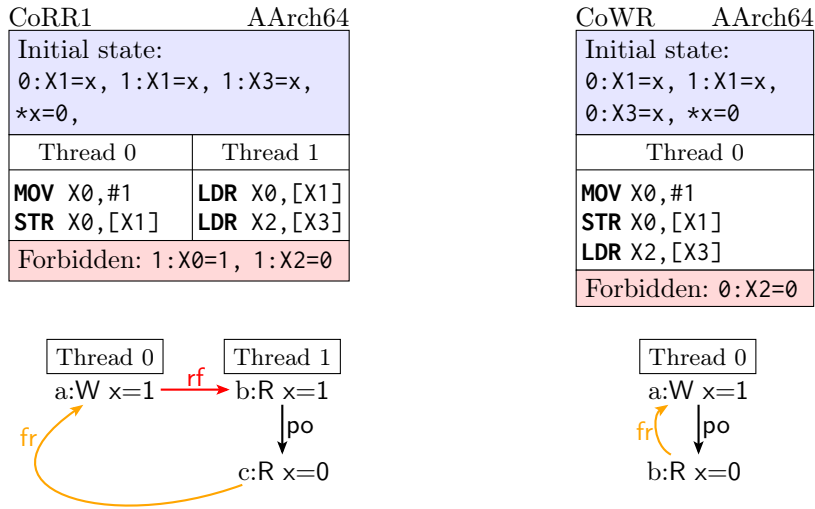 CoRR1 AArch64
Initial state:
0:X1=x, 1:X1=x, 1:X3=x,
*x=0,
Thread 0 Thread 1
MOV X0,#1 LDR X0,[X1]
STR X0,[X1] LDR X2,[X3]
Forbidden: 1:X0=1, 1:X2=0
Thread 0 Thread 1
a:W x=1 rf b:R x=1
fr po
c:R x=0
CoWR AArch64
Initial state:
0:X1=x, 1:X1=x,
0:X3=x, *x=0
Thread 0
MOV X0,#1
STR X0,[X1]
LDR X2,[X3]
Forbidden: 0:X2=0
Thread 0
a:W x=1
fr po
b:R x=0